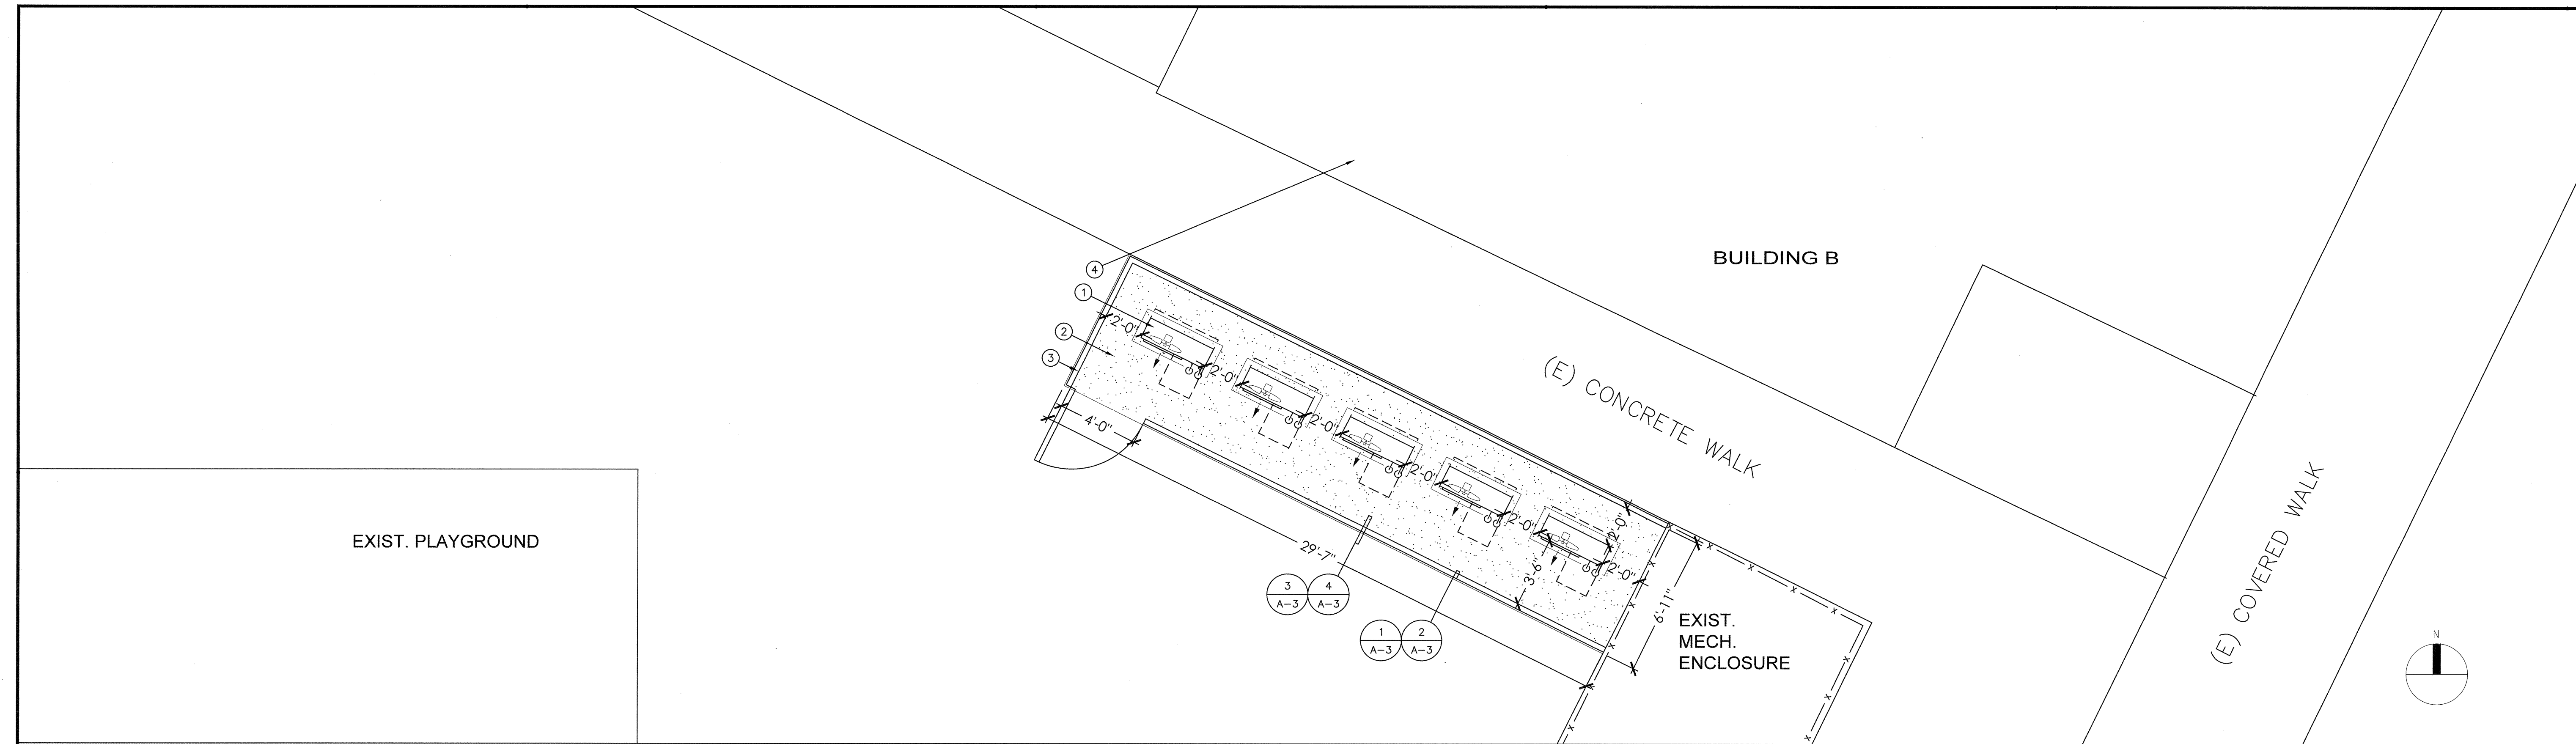 BUILDING B
4
1
2
3
2'-0"
2'-0"
2'-0"
2'-0"
2'-0"
2'-0"
2'-0"
3'-6"
4'-0"
29'-7"
6'-11"
(E) CONCRETE WALK
(E) COVERED WALK
EXIST. PLAYGROUND
3
A-3
4
A-3
1
A-3
2
A-3
EXIST.
MECH.
ENCLOSURE
x x x x x x x x x x x x x x
N